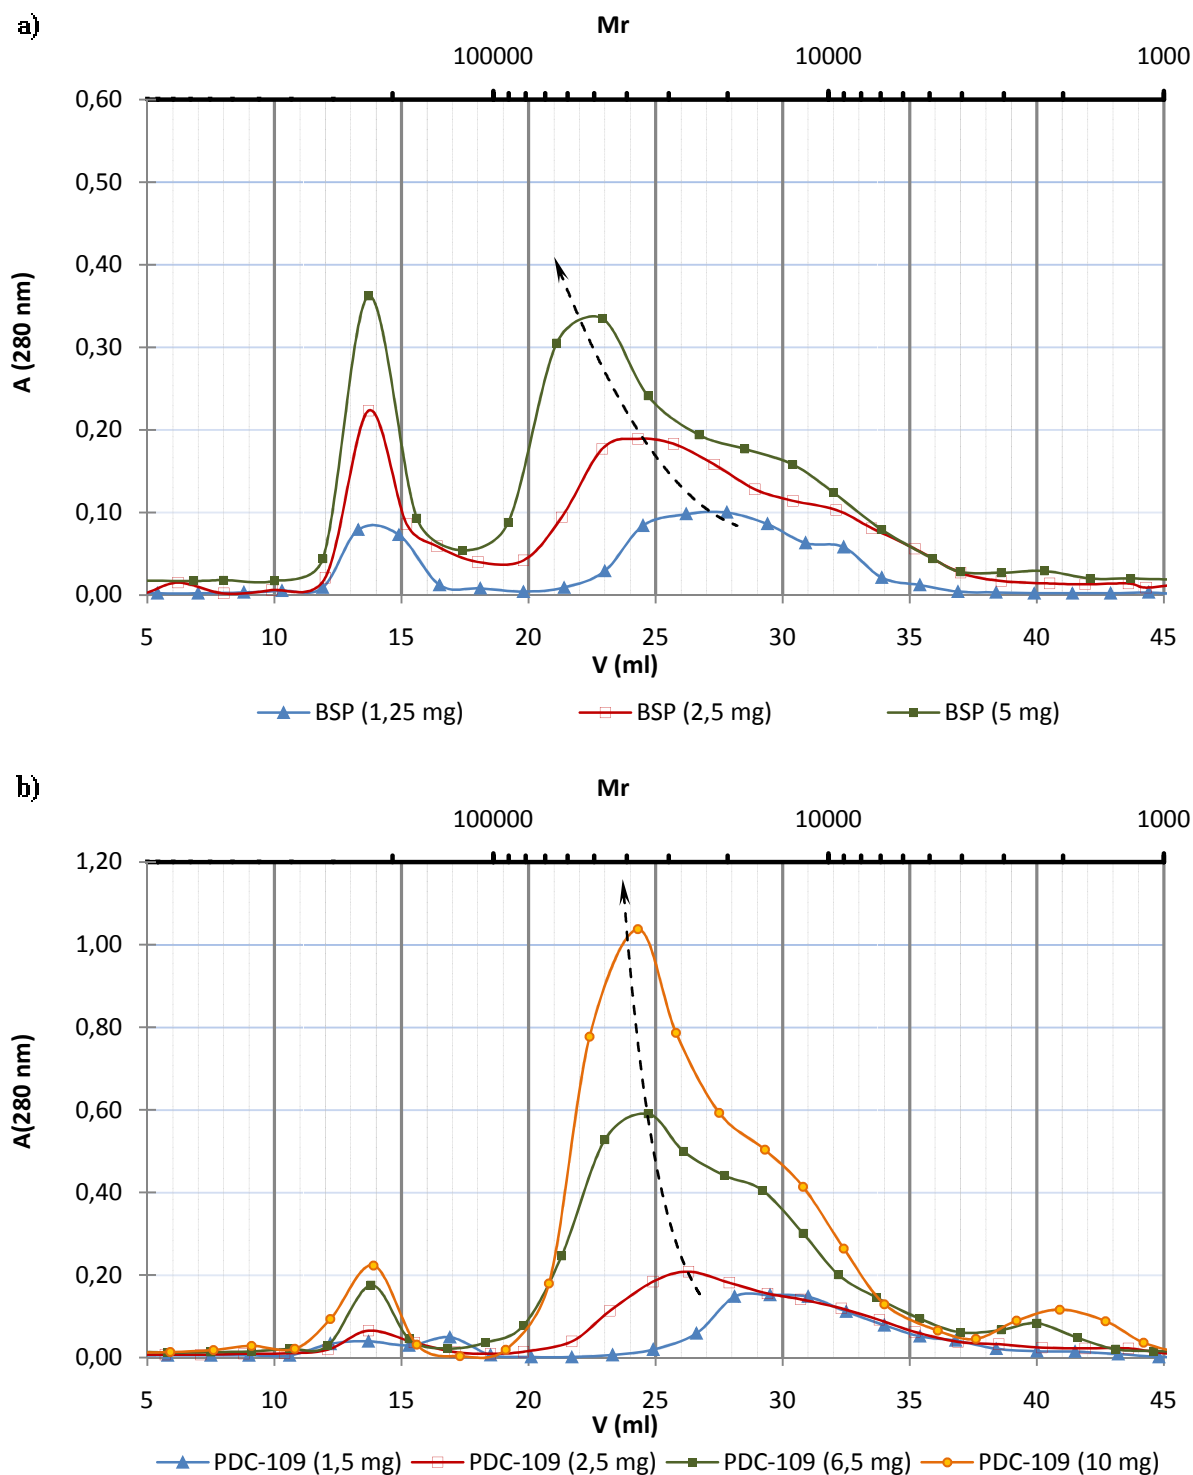 a)
Mr
100000 10000 1000
0,60
0,50
0,40
0,30
0,20
0,10
0,00
A (280 nm)
5 10 15 20 25 30 35 40 45
V (ml)
BSP (1,25 mg) BSP (2,5 mg) BSP (5 mg)
b)
Mr
100000 10000 1000
1,20
1,00
0,80
0,60
0,40
0,20
0,00
A(280 nm)
5 10 15 20 25 30 35 40 45
V (ml)
PDC-109 (1,5 mg) PDC-109 (2,5 mg) PDC-109 (6,5 mg) PDC-109 (10 mg)